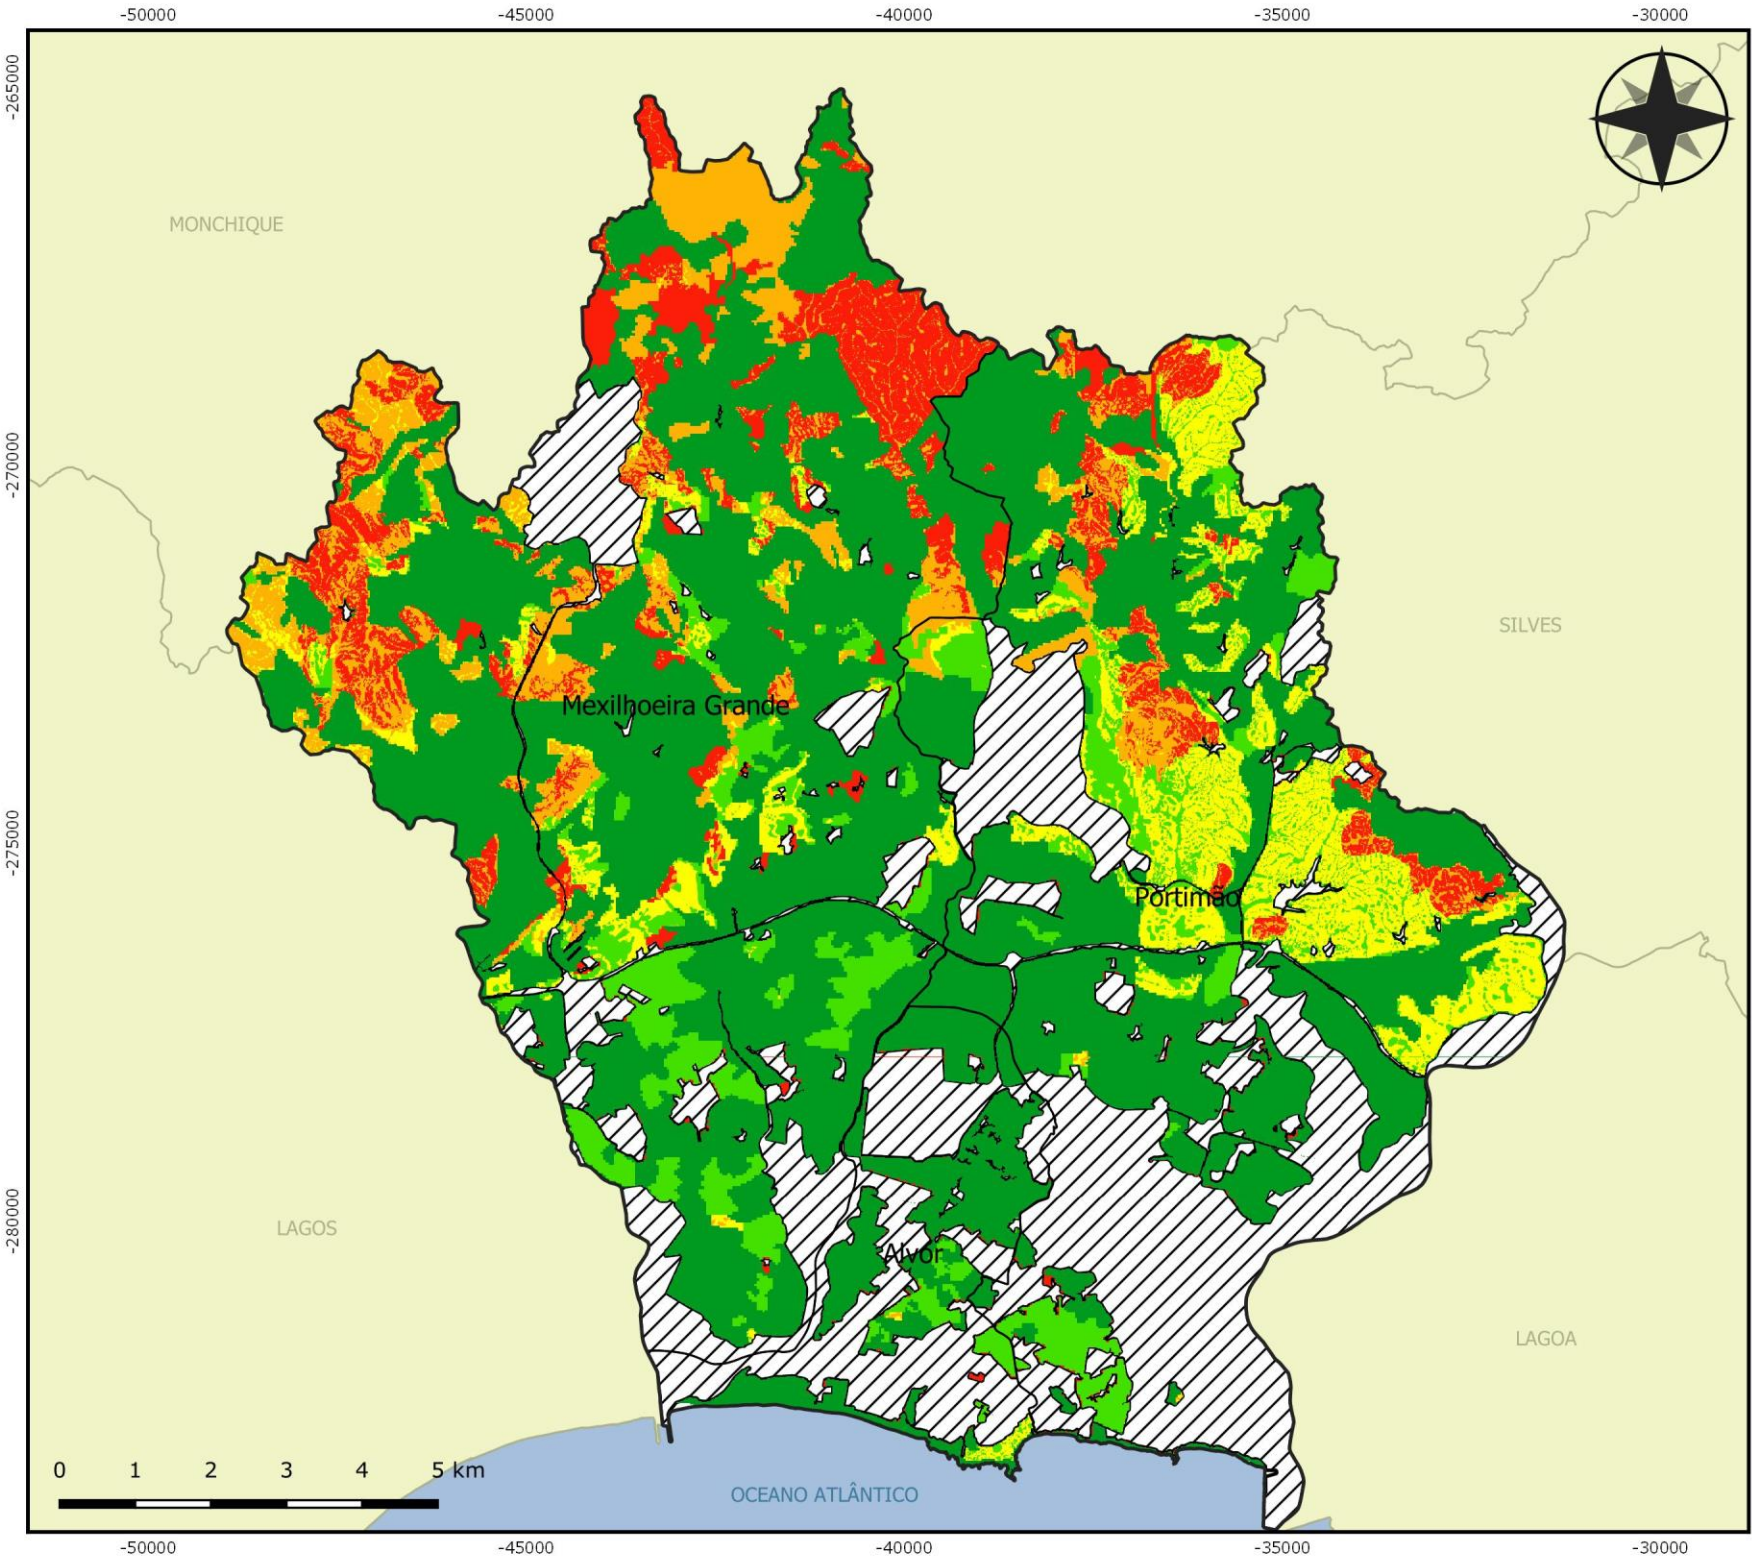 -50000 -45000 -40000 -35000 -30000
-265000
MONCHIQUE
-270000
SILVES
Mexilhoeira Grande
-275000
Portimão
-280000
LAGOS
Alvor
LAGOA
0 1 2 3 4 5 km
OCEANO ATLÂNTICO
-50000 -45000 -40000 -35000 -30000